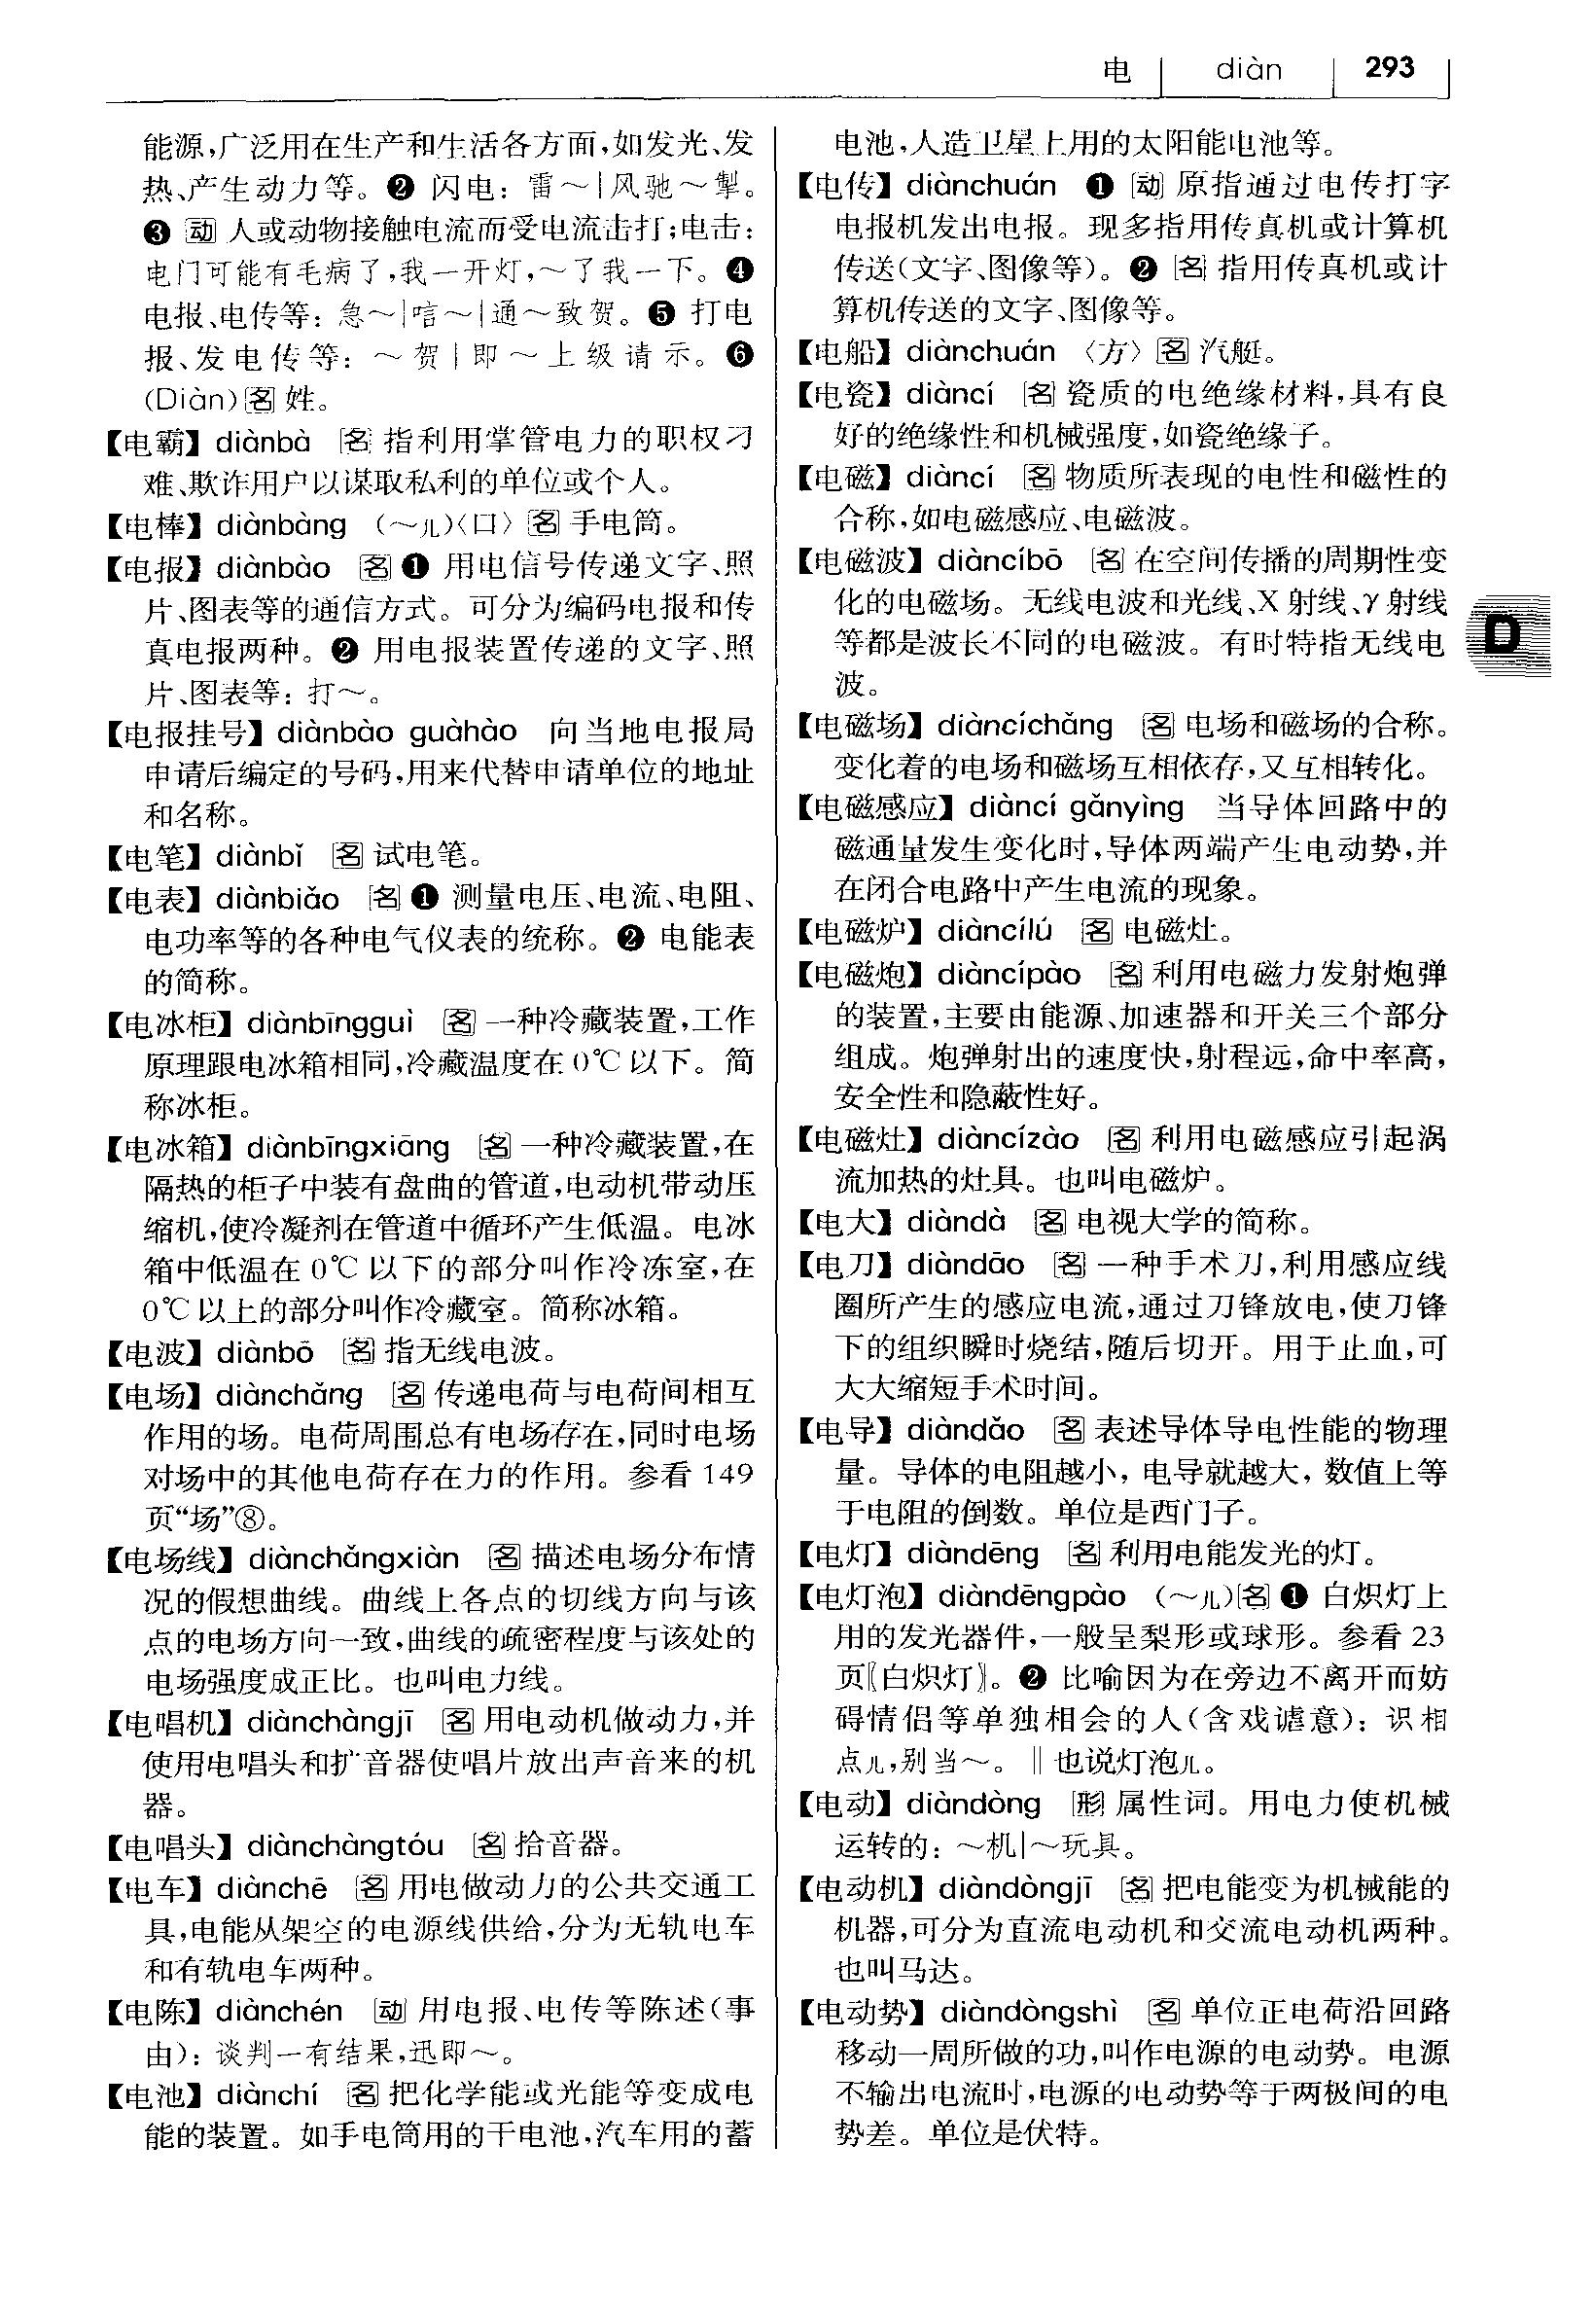 电 diàn 293
能源,广泛用在生产和生活各方面,如发光、发
热、产生动力等。❷ 闪电：雷～|风驰～掣。
❸ 动 人或动物接触电流而受电流击打；电击：
电门可能有毛病了,我一开灯,～了我一下。❹
电报、电传等：急～|唁～|通～致贺。❺ 打电
报、发电传等：～贺|即～上级请示。❻
(Diàn) 名 姓。
【电霸】diànbà 名 指利用掌管电力的职权刁
难、欺诈用户以谋取私利的单位或个人。
【电棒】diànbàng （～儿）〈口〉名 手电筒。
【电报】diànbào 名 ❶ 用电信号传递文字、照
片、图表等的通信方式。可分为编码电报和传
真电报两种。❷ 用电报装置传递的文字、照
片、图表等：打～。
【电报挂号】diànbào guàhào 向当地电报局
申请后编定的号码,用来代替申请单位的地址
和名称。
【电笔】diànbǐ 名 试电笔。
【电表】diànbiǎo 名 ❶ 测量电压、电流、电阻、
电功率等的各种电气仪表的统称。❷ 电能表
的简称。
【电冰柜】diànbīngguì 名 一种冷藏装置,工作
原理跟电冰箱相同,冷藏温度在 0℃ 以下。简
称冰柜。
【电冰箱】diànbīngxiāng 名 一种冷藏装置,在
隔热的柜子中装有盘曲的管道,电动机带动压
缩机,使冷凝剂在管道中循环产生低温。电冰
箱中低温在 0℃ 以下的部分叫作冷冻室,在
0℃ 以上的部分叫作冷藏室。简称冰箱。
【电波】diànbō 名 指无线电波。
【电场】diànchǎng 名 传递电荷与电荷间相互
作用的场。电荷周围总有电场存在,同时电场
对场中的其他电荷存在力的作用。参看 149
页“场”⑧。
【电场线】diànchǎngxiàn 名 描述电场分布情
况的假想曲线。曲线上各点的切线方向与该
点的电场方向一致,曲线的疏密程度与该处的
电场强度成正比。也叫电力线。
【电唱机】diànchàngjī 名 用电动机做动力,并
使用电唱头和扩音器使唱片放出声音来的机
器。
【电唱头】diànchàngtóu 名 拾音器。
【电车】diànchē 名 用电做动力的公共交通工
具,电能从架空的电源线供给,分为无轨电车
和有轨电车两种。
【电陈】diànchén 动 用电报、电传等陈述(事
由)：谈判一有结果,迅即～。
【电池】diànchí 名 把化学能或光能等变成电
能的装置。如手电筒用的干电池,汽车用的蓄
电池,人造卫星上用的太阳能电池等。
【电传】diànchuán ❶ 动 原指通过电传打字
电报机发出电报。现多指用传真机或计算机
传送(文字、图像等)。❷ 名 指用传真机或计
算机传送的文字、图像等。
【电船】diànchuán 〈方〉名 汽艇。
【电瓷】diàncí 名 瓷质的电绝缘材料,具有良
好的绝缘性和机械强度,如瓷绝缘子。
【电磁】diàncí 名 物质所表现的电性和磁性的
合称,如电磁感应、电磁波。
【电磁波】diàncíbō 名 在空间传播的周期性变
化的电磁场。无线电波和光线、X 射线、γ 射线
等都是波长不同的电磁波。有时特指无线电
波。
D
【电磁场】diàncíchǎng 名 电场和磁场的合称。
变化着的电场和磁场互相依存,又互相转化。
【电磁感应】diàncí gǎnyìng 当导体回路中的
磁通量发生变化时,导体两端产生电动势,并
在闭合电路中产生电流的现象。
【电磁炉】diàncílú 名 电磁灶。
【电磁炮】diàncípào 名 利用电磁力发射炮弹
的装置,主要由能源、加速器和开关三个部分
组成。炮弹射出的速度快,射程远,命中率高,
安全性和隐蔽性好。
【电磁灶】diàncízào 名 利用电磁感应引起涡
流加热的灶具。也叫电磁炉。
【电大】diàndà 名 电视大学的简称。
【电刀】diàndāo 名 一种手术刀,利用感应线
圈所产生的感应电流,通过刀锋放电,使刀锋
下的组织瞬时烧结,随后切开。用于止血,可
大大缩短手术时间。
【电导】diàndǎo 名 表述导体导电性能的物理
量。导体的电阻越小, 电导就越大, 数值上等
于电阻的倒数。单位是西门子。
【电灯】diàndēng 名 利用电能发光的灯。
【电灯泡】diàndēngpào （～儿）名 ❶ 白炽灯上
用的发光器件,一般呈梨形或球形。参看 23
页〖白炽灯〗。❷ 比喻因为在旁边不离开而妨
碍情侣等单独相会的人(含戏谑意)：识相
点儿,别当～。‖也说灯泡儿。
【电动】diàndòng 形 属性词。用电力使机械
运转的：～机|～玩具。
【电动机】diàndòngjī 名 把电能变为机械能的
机器,可分为直流电动机和交流电动机两种。
也叫马达。
【电动势】diàndòngshì 名 单位正电荷沿回路
移动一周所做的功,叫作电源的电动势。电源
不输出电流时,电源的电动势等于两极间的电
势差。单位是伏特。